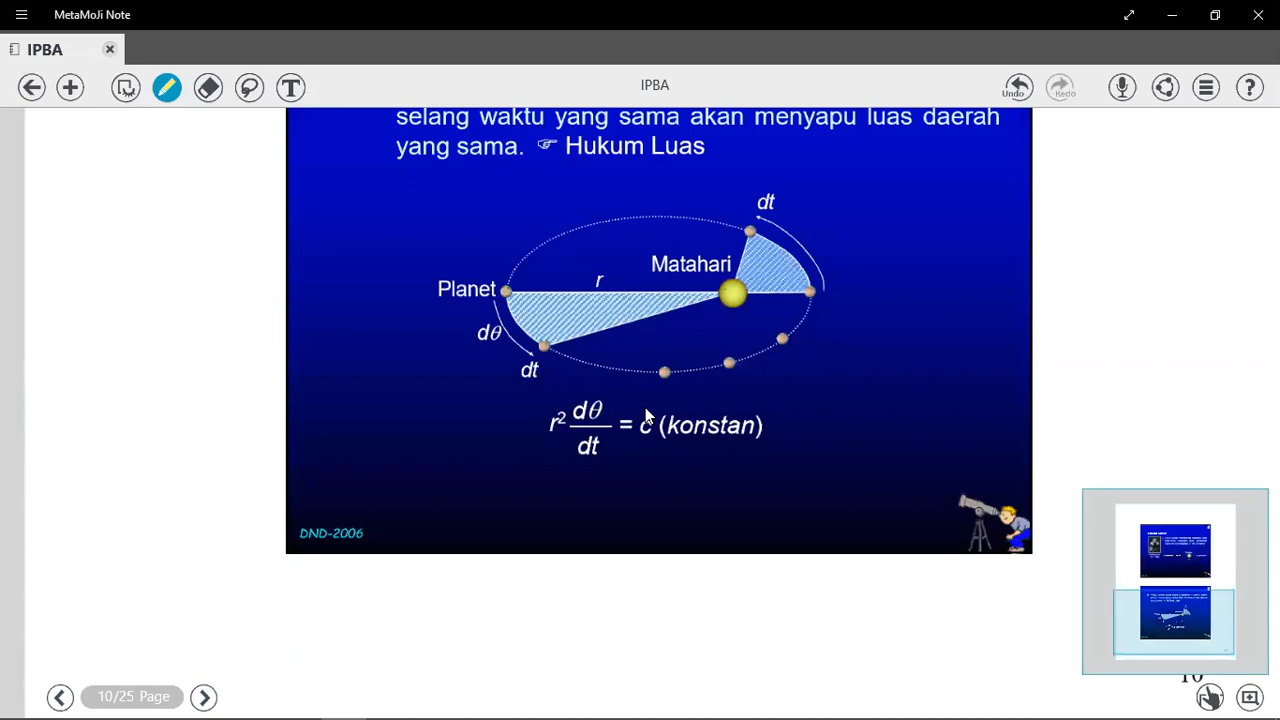 MetaMoJi Note
IPBA
IPBA
Undo
Redo
selang waktu yang sama akan menyapu luas daerah
yang sama. ☞ Hukum Luas
dt
Matahari
r
Planet
dθ
dt
r² dθ/dt = c (konstan)
DND-2006
10/25 Page
10